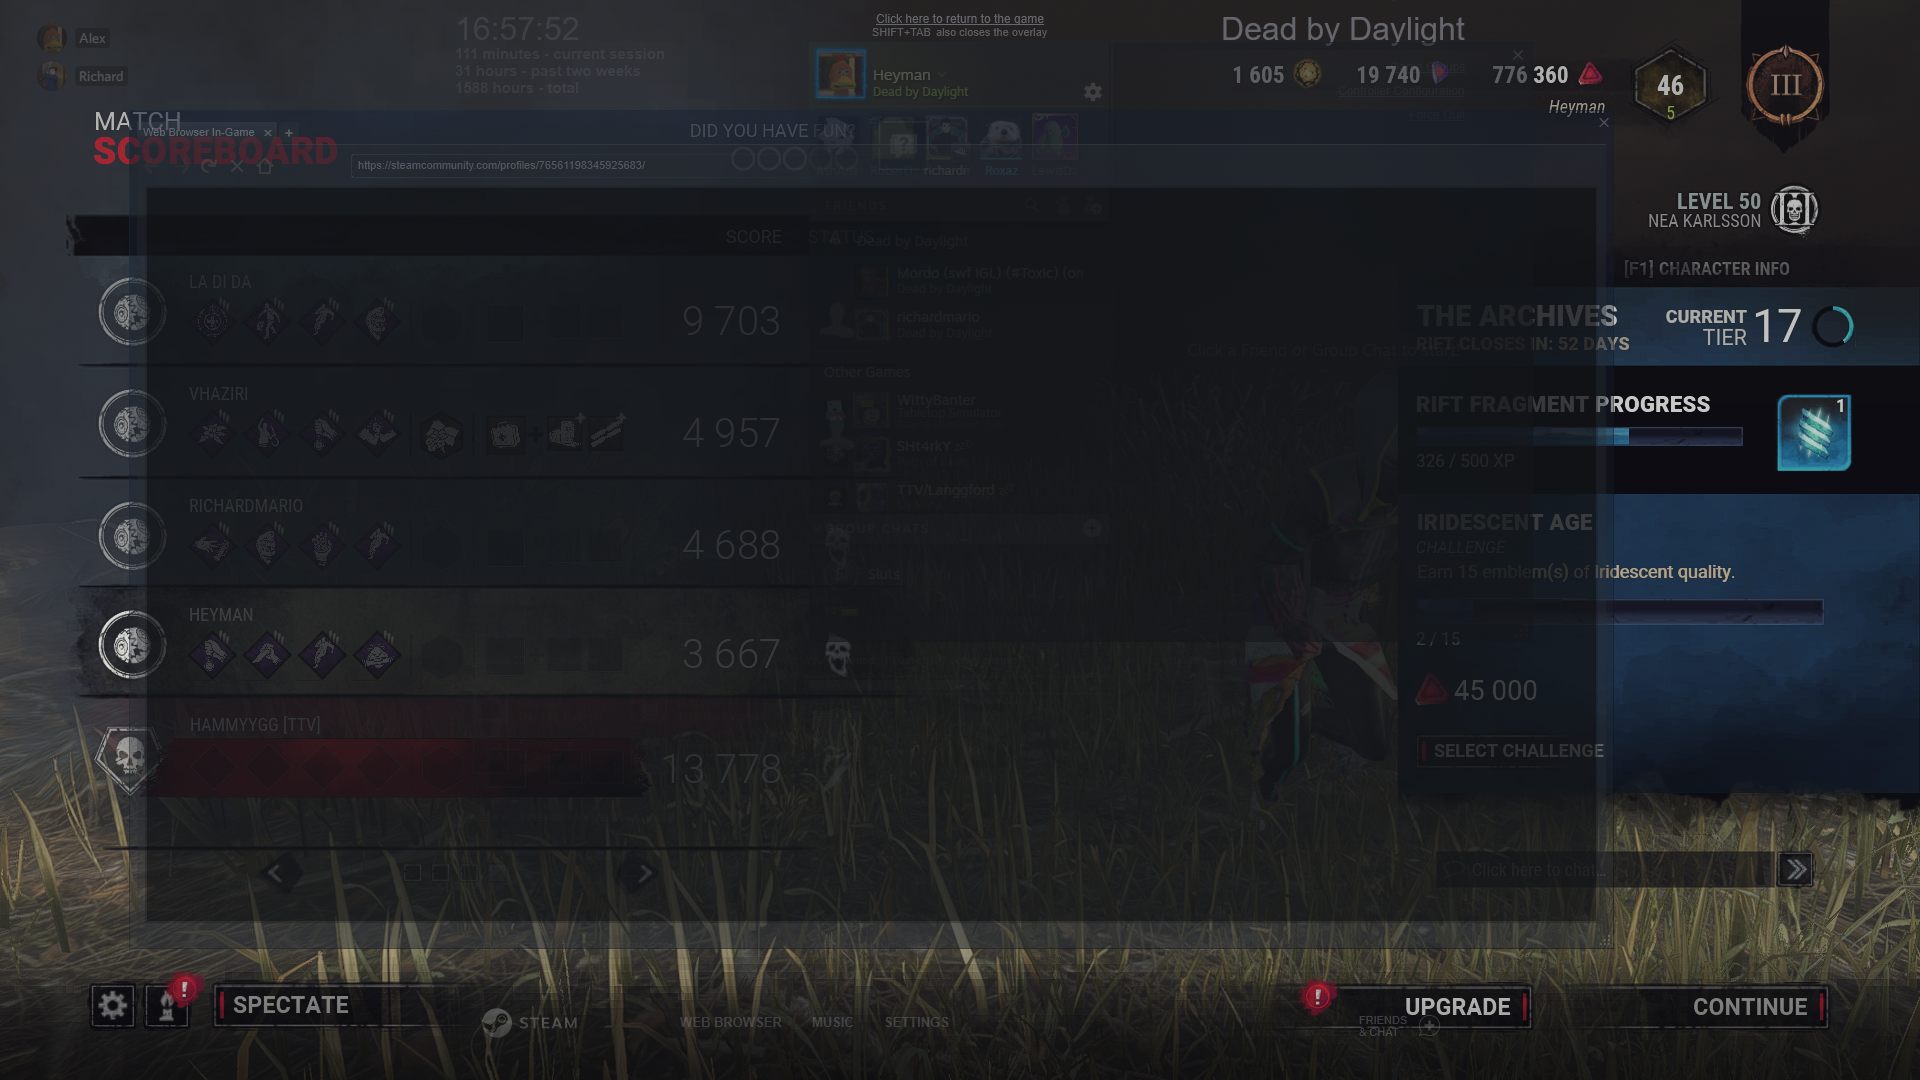 Alex
Richard
16:57:52
111 minutes - current session
31 hours - past two weeks
1588 hours - total
Click here to return to the game
SHIFT+TAB also closes the overlay
Heyman
Dead by Daylight
Dead by Daylight
1 605
19 740
776 360
Controller Configuration
Heyman
46
5
III
MATCH
SCOREBOARD
Web Browser In-Game
DID YOU HAVE FUN?
https://steamcommunity.com/profiles/76561198345925683/
richardn
Roxaz
LEVEL 50
NEA KARLSSON
[F1] CHARACTER INFO
FRIENDS
SCORE
STATUS
Dead by Daylight
LA DI DA
9 703
Mordo (swf IGL) (#Toxic) (on
Dead by Daylight
richardmario
Dead by Daylight
Click a Friend or Group Chat to start!
THE ARCHIVES
RIFT CLOSES IN: 52 DAYS
CURRENT
TIER
17
Other Games
VHAZIRI
4 957
WittyBanter
Tabletop Simulator
SHt4rkY
TTV/Langgford
RIFT FRAGMENT PROGRESS
326 / 500 XP
1
RICHARDMARIO
4 688
GROUP CHATS
Sluts
IRIDESCENT AGE
CHALLENGE
Earn 15 emblem(s) of Iridescent quality.
2 / 15
45 000
SELECT CHALLENGE
HEYMAN
3 667
HAMMYYGG [TTV]
13 778
Click here to chat...
SPECTATE
STEAM
WEB BROWSER
MUSIC
SETTINGS
FRIENDS
& CHAT
UPGRADE
CONTINUE